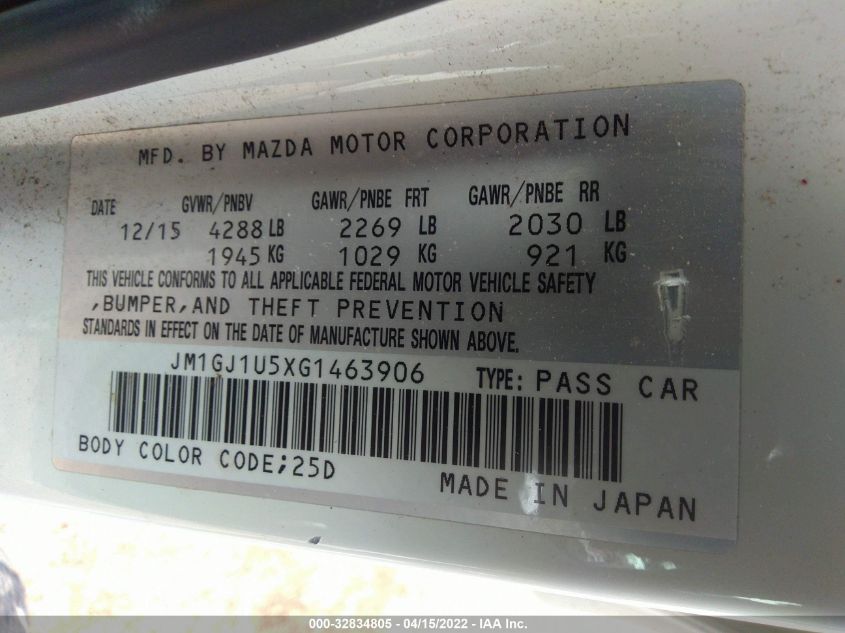 MFD. BY MAZDA MOTOR CORPORATION
DATE GVWR/PNBV GAWR/PNBE FRT GAWR/PNBE RR
12/15 4288 LB 2269 LB 2030 LB
1945 KG 1029 KG 921 KG
THIS VEHICLE CONFORMS TO ALL APPLICABLE FEDERAL MOTOR VEHICLE SAFETY
,BUMPER,AND THEFT PREVENTION
STANDARDS IN EFFECT ON THE DATE OF MANUFACTURE SHOWN ABOVE.
JM1GJ1U5XG1463906 TYPE: PASS CAR
BODY COLOR CODE;25D
MADE IN JAPAN
000-32834805 - 04/15/2022 - IAA Inc.